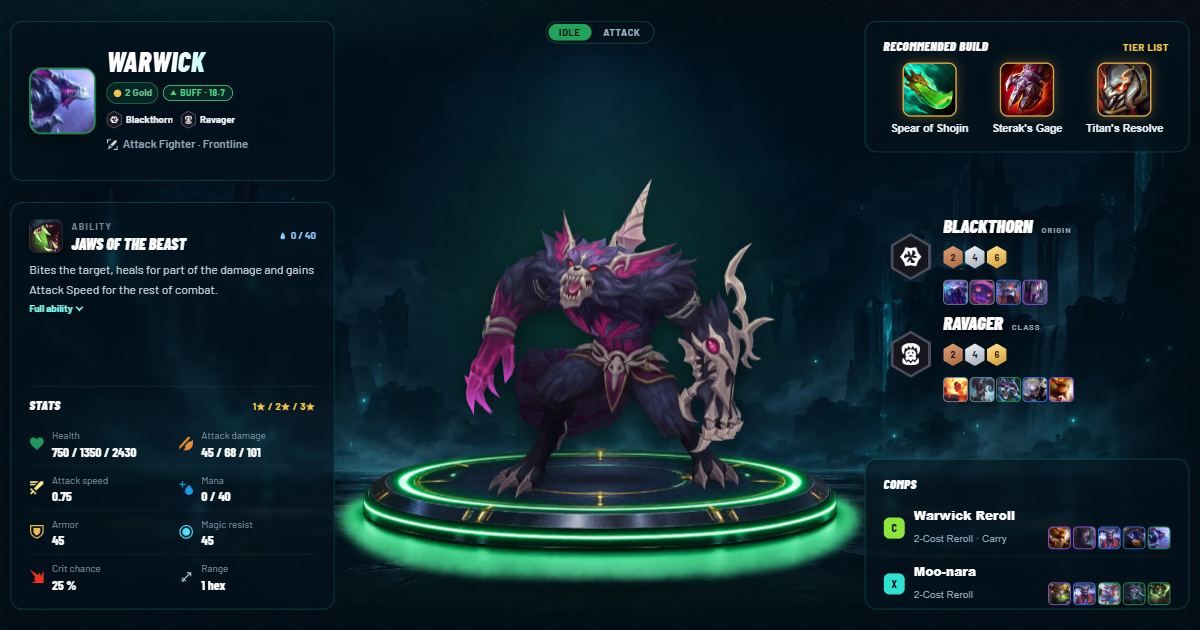 WARWICK
2 Gold
BUFF · 18.7
Blackthorn
Ravager
Attack Fighter · Frontline
ABILITY
JAWS OF THE BEAST
0 / 40
Bites the target, heals for part of the damage and gains
Attack Speed for the rest of combat.
Full ability
STATS
1★ / 2★ / 3★
Health
750 / 1350 / 2430
Attack damage
45 / 68 / 101
Attack speed
0.75
Mana
0 / 40
Armor
45
Magic resist
45
Crit chance
25 %
Range
1 hex
IDLE
ATTACK
RECOMMENDED BUILD
TIER LIST
Spear of Shojin
Sterak's Gage
Titan's Resolve
BLACKTHORN ORIGIN
2 4 6
RAVAGER CLASS
2 4 6
COMPS
C
Warwick Reroll
2-Cost Reroll · Carry
X
Moo-nara
2-Cost Reroll